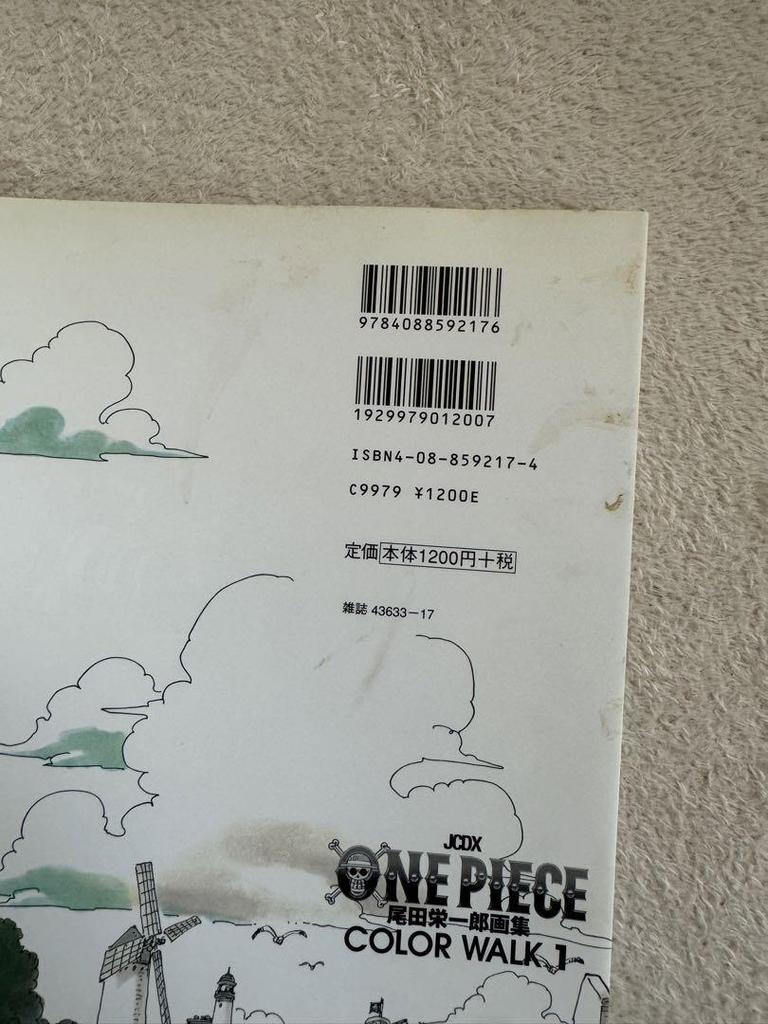 9784088592176
1929979012007
ISBN4-08-859217-4
C9979 ¥1200E
定価 本体1200円+税
雑誌 43633-17
JCDX
ONE PIECE
尾田栄一郎画集
COLOR WALK 1